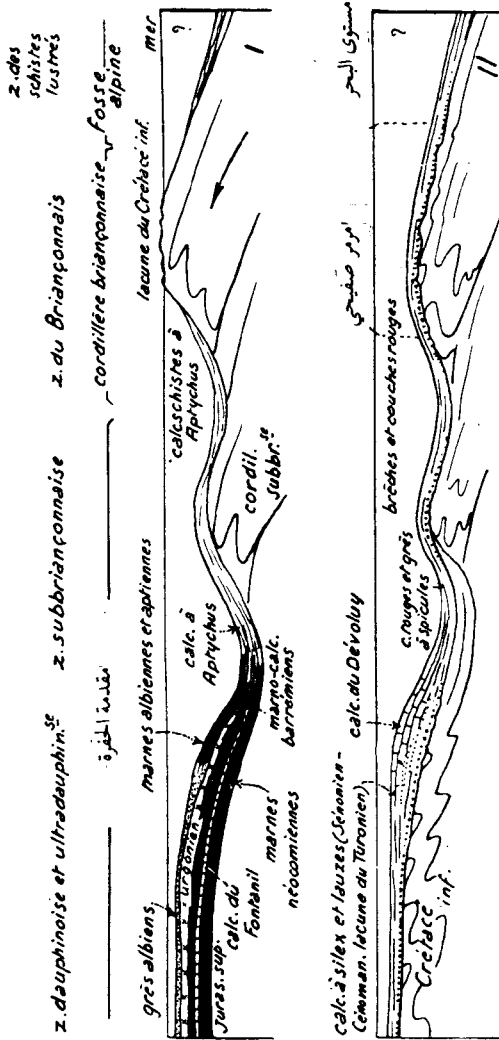 z. dauphinoise et ultradauphin.se
z. subbriançonnaise
z. du Briançonnais
z. des
schistes
lustrés
cordillère briançonnaise
fosse
alpine
grès albiens
marnes albiennes et aptiennes
calcschistes à
Aptychus
lacune du Crétacé inf.
mer
?
I
urgonien
calc. à
Aptychus
cordil.
subbr.se
Juras. sup.
calc. du
Fontanil
marnes
néocomiennes
marno-calc.
barrémiens
calc. à silex et lauzes (Sénonien-
Cénoman. lacune du Turonien)
calc. du Dévoluy
brèches et couches rouges
مستوى البحر
?
II
Crétacé
inf.
c. rouges et grès
à spicules